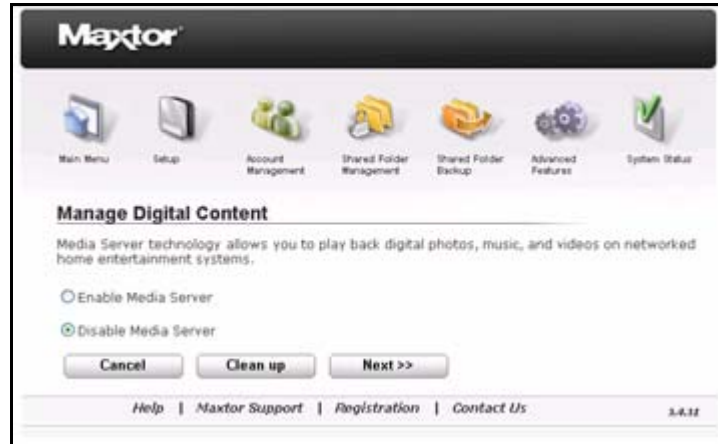 Maxtor
Main Menu
Setup
Account Management
Shared Folder Management
Shared Folder Backup
Advanced Features
System Status
Manage Digital Content
Media Server technology allows you to play back digital photos, music, and videos on networked
home entertainment systems.
Enable Media Server
Disable Media Server
Cancel Clean up Next >>
Help | Maxtor Support | Registration | Contact Us